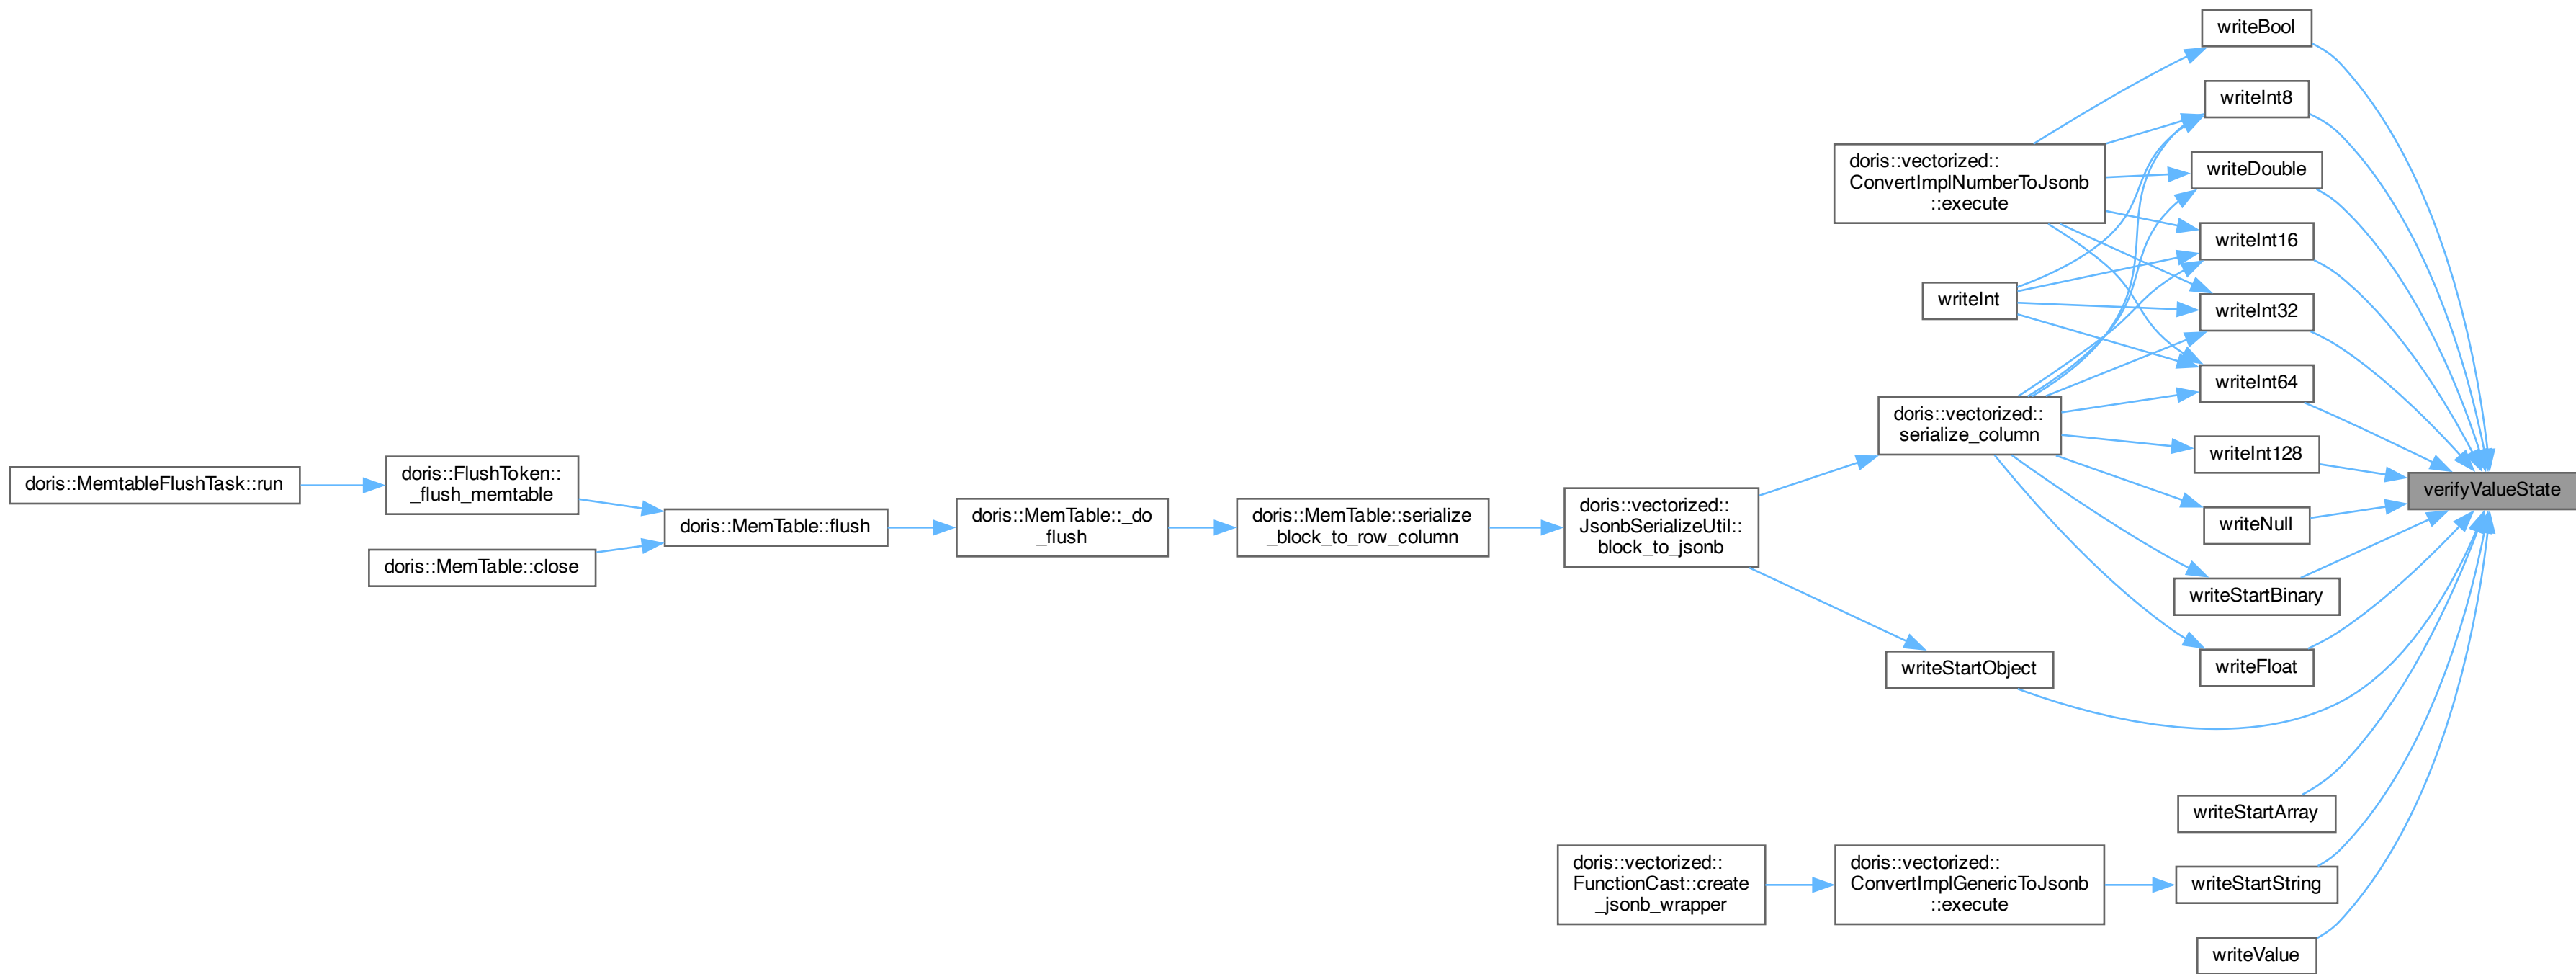 writeBool
writeInt8
doris::vectorized::
ConvertImplNumberToJsonb
::execute
writeDouble
writeInt16
writeInt
writeInt32
writeInt64
doris::vectorized::
serialize_column
writeInt128
doris::MemtableFlushTask::run
doris::FlushToken::
_flush_memtable
doris::MemTable::flush
doris::MemTable::close
doris::MemTable::_do
_flush
doris::MemTable::serialize
_block_to_row_column
doris::vectorized::
JsonbSerializeUtil::
block_to_jsonb
verifyValueState
writeNull
writeStartBinary
writeFloat
writeStartObject
writeStartArray
doris::vectorized::
FunctionCast::create
_jsonb_wrapper
doris::vectorized::
ConvertImplGenericToJsonb
::execute
writeStartString
writeValue